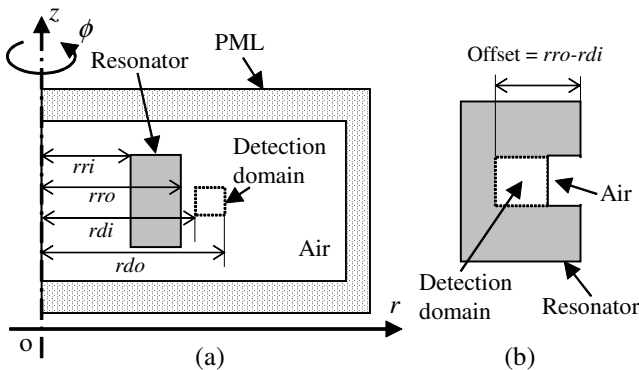 z
ϕ
PML
Resonator
Detection
domain
rri
rro
rdi
rdo
Air
r
o
(a)
Offset = rro-rdi
Air
Detection
domain
Resonator
(b)